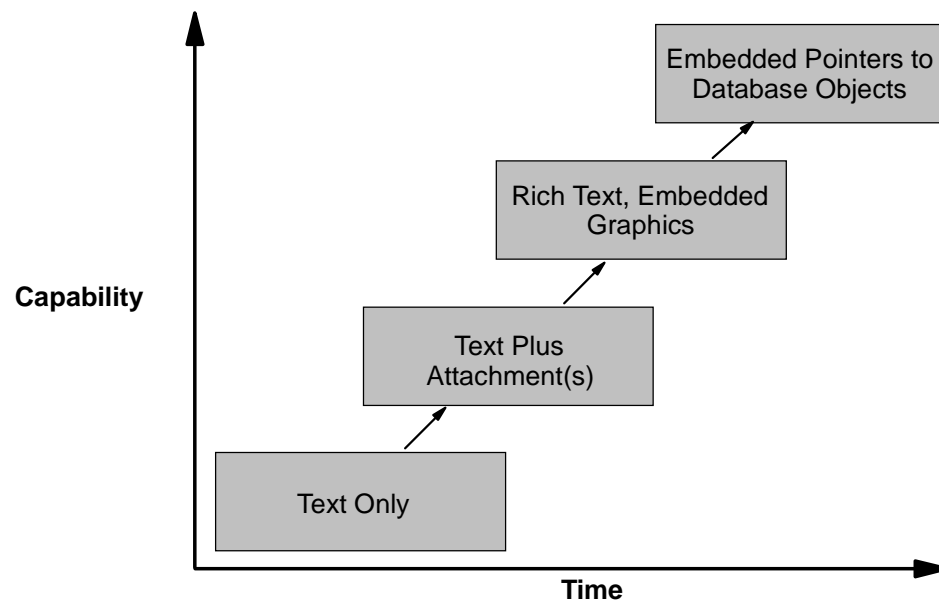 Embedded Pointers to
Database Objects
Rich Text, Embedded
Graphics
Capability
Text Plus
Attachment(s)
Text Only
Time